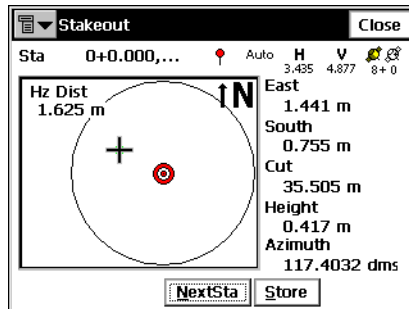 Stakeout Close
Sta 0+0.000,... Auto H V
3.435 4.877 8+0
Hz Dist
1.625 m
N
East
1.441 m
South
0.755 m
Cut
35.505 m
Height
0.417 m
Azimuth
117.4032 dms
NextSta Store